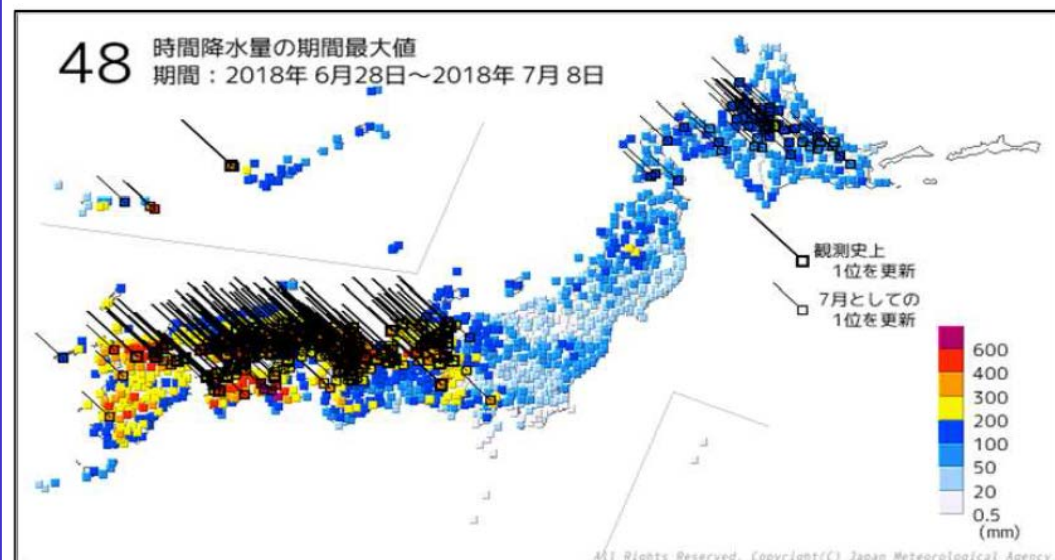 48 時間降水量の期間最大値
期間：2018年 6月28日～2018年 7月 8日
観測史上
1位を更新
7月としての
1位を更新
600
400
300
200
100
50
20
0.5
(mm)
All Rights Reserved. Copyright(C) Japan Meteorological Agency